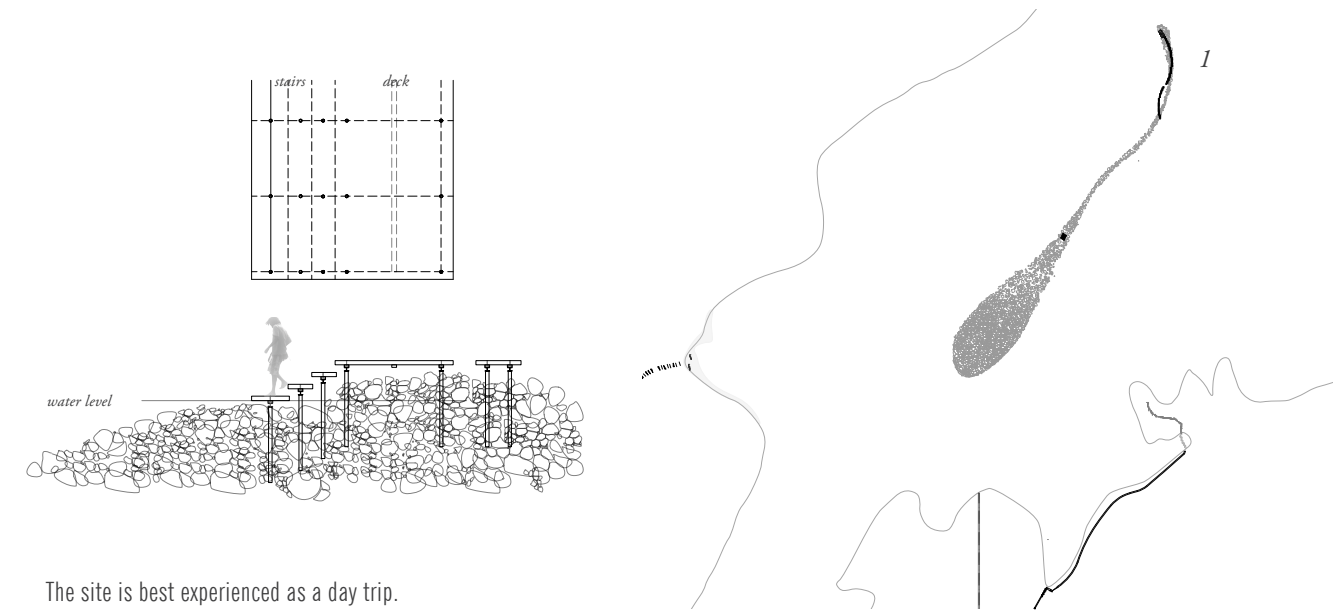 stairs deck
1
water level
The site is best experienced as a day trip.